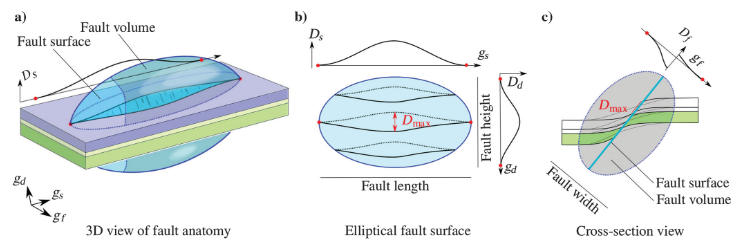 a)
Fault volume
Fault surface
Ds
gd
gs
gf
3D view of fault anatomy
b)
Ds
gs
Dd
Dmax
Fault height
gd
Fault length
Elliptical fault surface
c)
Df
gf
Dmax
Fault width
Fault surface
Fault volume
Cross-section view